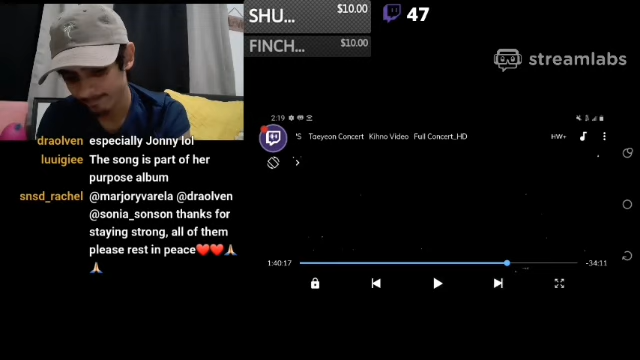 SHU...
$10.00
47
FINCH...
$10.00
streamlabs
2:19
'S Taeyeon Concert Kihno Video Full Concert_HD
HW+
draolven especially Jonny lol
luuigiee The song is part of her
purpose album
snsd_rachel @marjoryvarela @draolven
@sonia_sonson thanks for
staying strong, all of them
please rest in peace❤️❤️🙏
🙏
1:40:17
-34:11